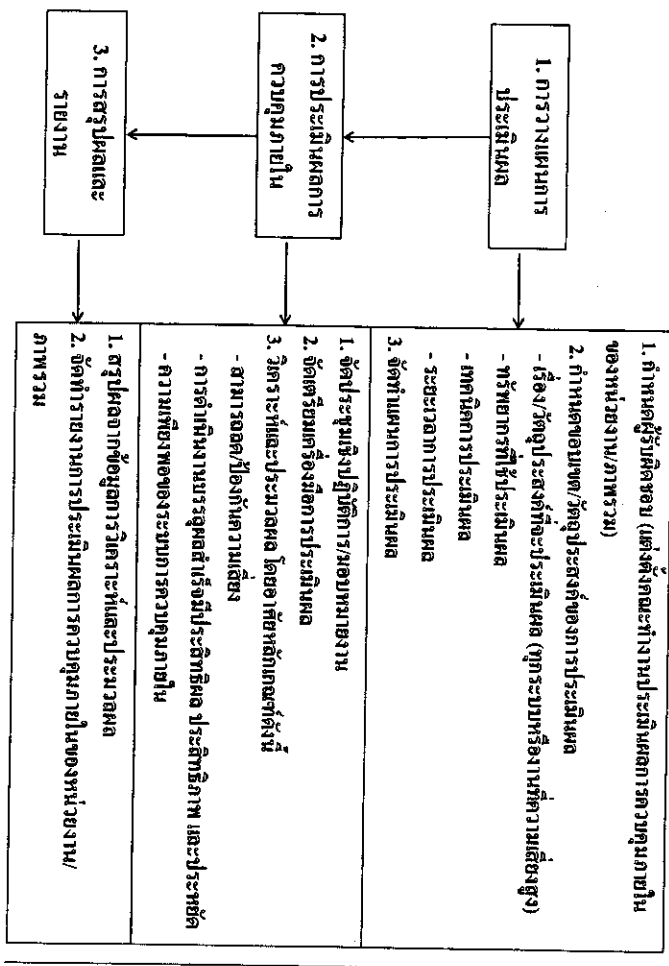 1. การวางแผนการ
ประเมินผล
1. กำหนดผู้รับผิดชอบ (แต่งตั้งคณะทำงานประเมินผลการควบคุมภายใน
ของหน่วยงาน/ภาพรวม)
2. กำหนดขอบเขต/วัตถุประสงค์ของการประเมินผล
- เรื่อง/วัตถุประสงค์ที่จะประเมินผล (ทุกระบบหรืองานที่ความเสี่ยงสูง)
- ทรัพยากรที่ใช้ประเมินผล
- เทคนิคการประเมินผล
- ระยะเวลาการประเมินผล
3. จัดทำแผนการประเมินผล
2. การประเมินผลการ
ควบคุมภายใน
1. จัดประชุมเชิงปฏิบัติการ/มอบหมายงาน
2. จัดเตรียมเครื่องมือการประเมินผล
3. วิเคราะห์และประมวลผล โดยอาศัยหลักเกณฑ์ดังนี้
- สามารถลด/ป้องกันความเสี่ยง
- การดำเนินงานบรรลุผลสำเร็จมีประสิทธิผล ประสิทธิภาพ และประหยัด
- ความเพียงพอของระบบการควบคุมภายใน
3. การสรุปผลและ
รายงาน
1. สรุปผลจากข้อมูลการวิเคราะห์และประมวลผล
2. จัดทำรายงานการประเมินผลการควบคุมภายในของหน่วยงาน/
ภาพรวม